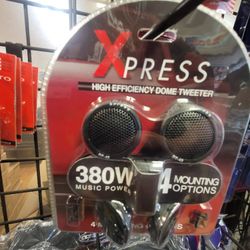 XPRESS
HIGH EFFICIENCY DOME TWEETER
380W
MUSIC POWER
4 MOUNTING
OPTIONS